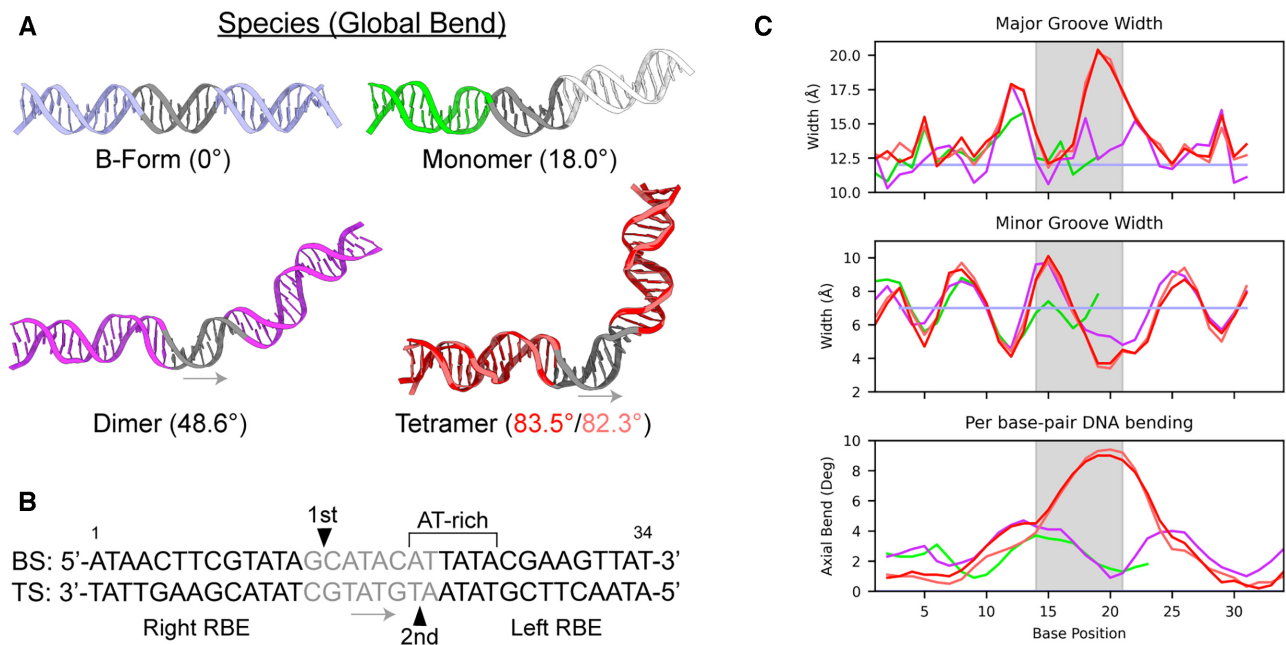 A
Species (Global Bend)
B-Form (0°)
Monomer (18.0°)
Dimer (48.6°)
Tetramer (83.5°/82.3°)
B
1st
AT-rich
1
34
BS: 5’-ATAACTTCGTATAGCATACATTATACGAAGTTAT-3’
TS: 3’-TATTGAAGCATATCGTATGTAATATGCTTCAATA-5’
Right RBE
2nd
Left RBE
C
Major Groove Width
Width (Å)
20.0
17.5
15.0
12.5
10.0
Minor Groove Width
Width (Å)
10
8
6
4
2
Per base-pair DNA bending
Axial Bend (Deg)
10
8
6
4
2
0
5
10
15
20
25
30
Base Position